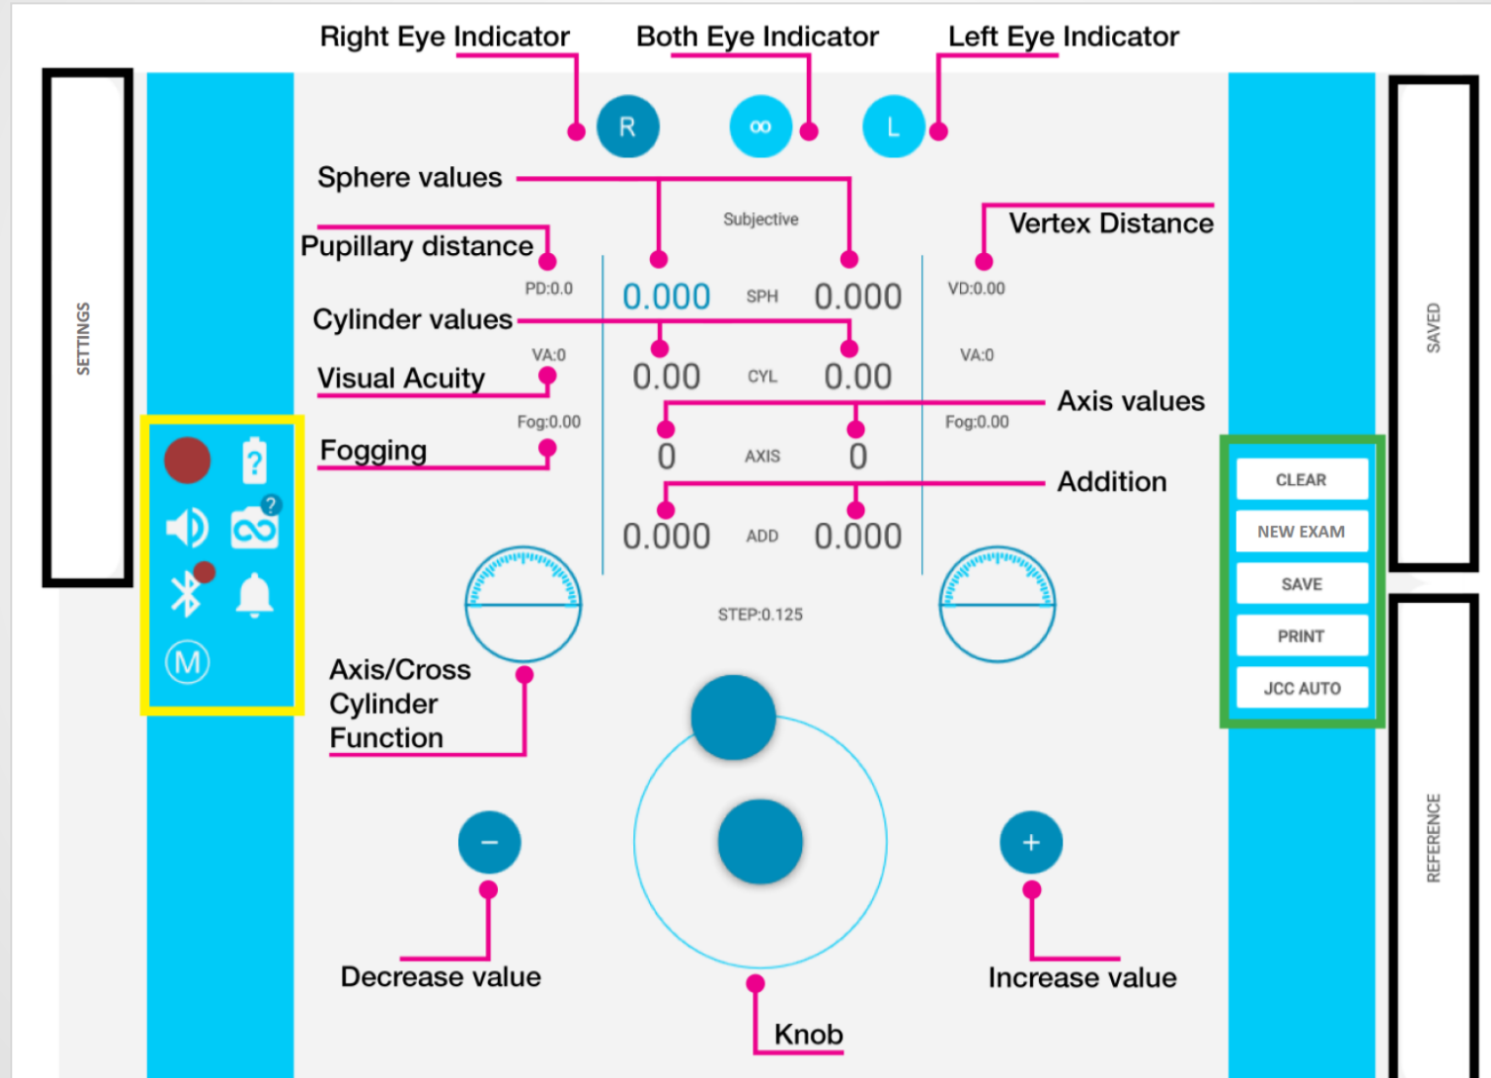 Right Eye Indicator
Both Eye Indicator
Left Eye Indicator
R
∞
L
Sphere values
Subjective
Vertex Distance
Pupillary distance
PD:0.0
0.000
SPH
0.000
VD:0.00
Cylinder values
VA:0
VA:0
Visual Acuity
0.00
CYL
0.00
Axis values
Fog:0.00
Fog:0.00
Fogging
0
AXIS
0
Addition
0.000
ADD
0.000
STEP:0.125
Axis/Cross
Cylinder
Function
−
+
Decrease value
Increase value
Knob
SETTINGS
?
?
M
SAVED
CLEAR
NEW EXAM
SAVE
PRINT
JCC AUTO
REFERENCE